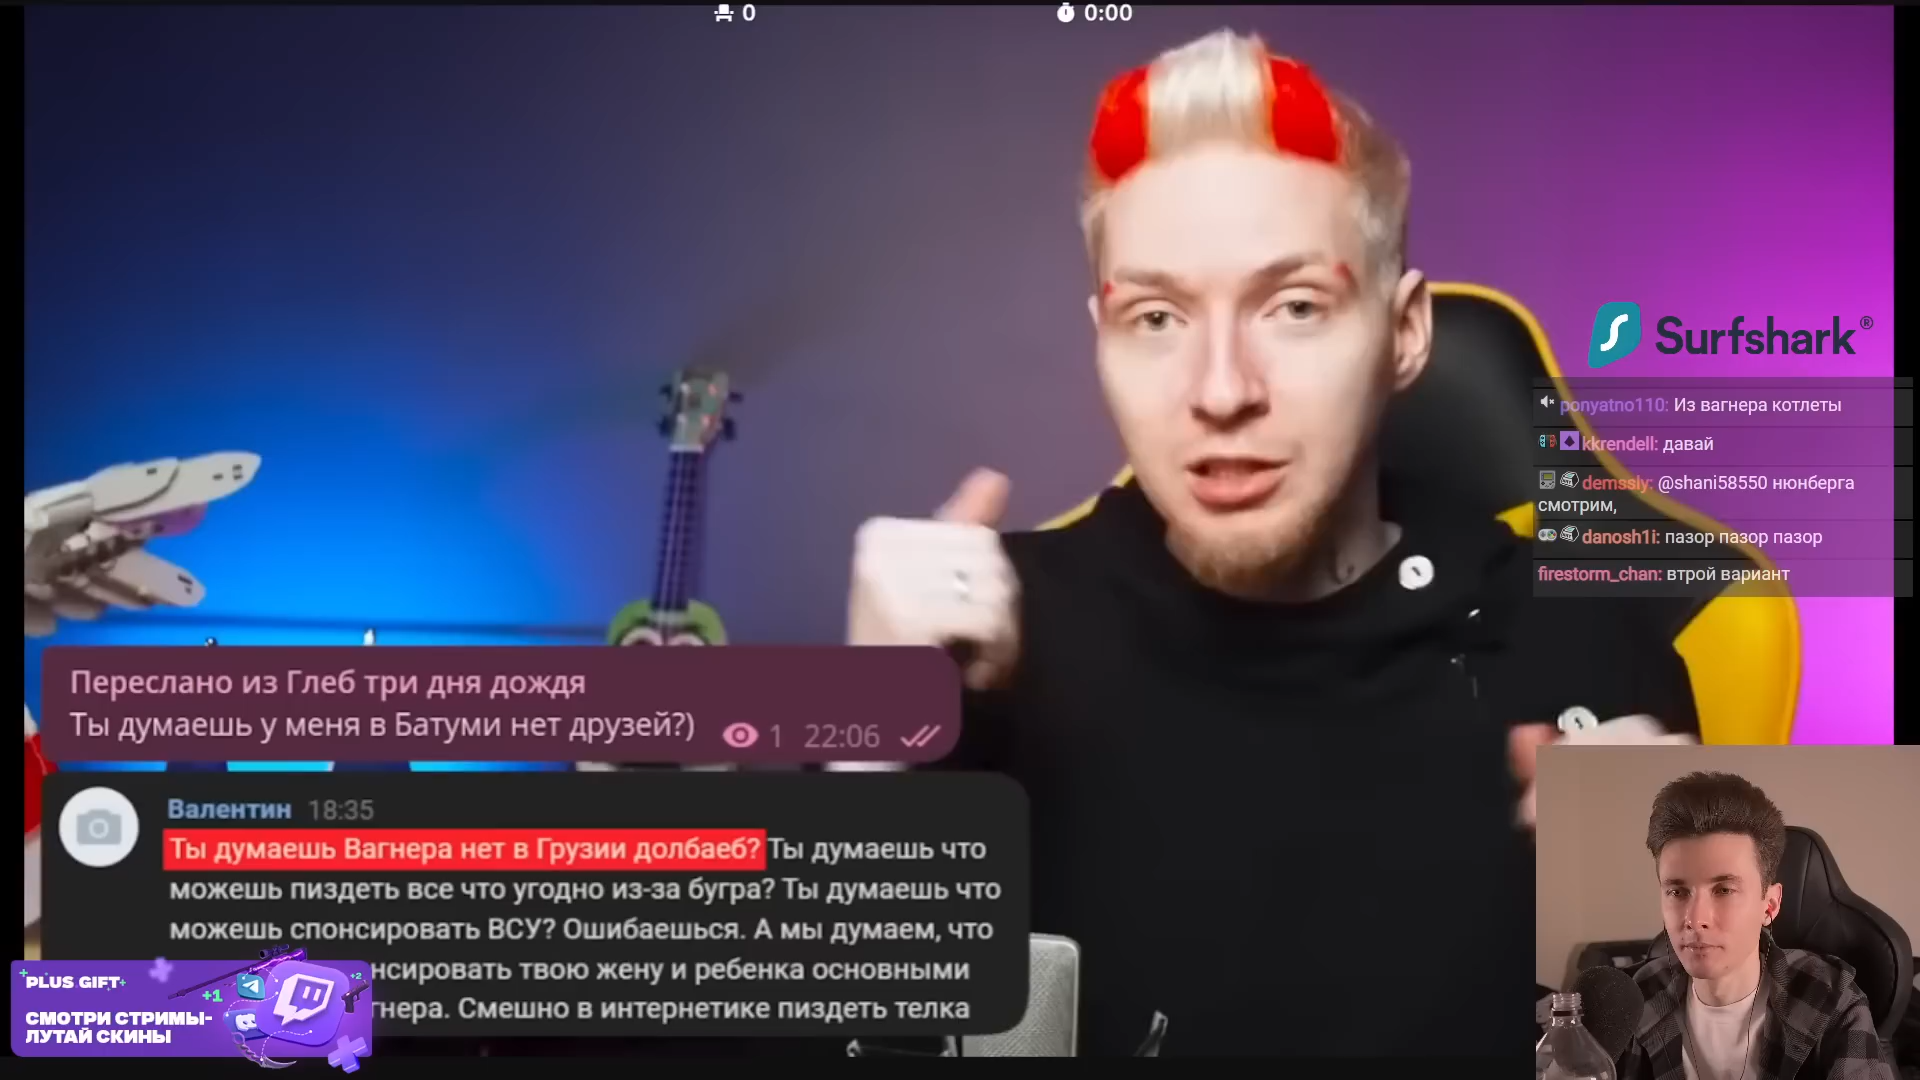 0
0:00
Surfshark®
ponyatno110: Из вагнера котлеты
kkrendell: давай
demssly: @shani58550 нюнберга
смотрим,
danosh1i: пазор пазор пазор
firestorm_chan: втрой вариант
Переслано из Глеб три дня дождя
Ты думаешь у меня в Батуми нет друзей?)
1 22:06
Валентин 18:35
Ты думаешь Вагнера нет в Грузии долбаеб? Ты думаешь что
можешь пиздеть все что угодно из-за бугра? Ты думаешь что
можешь спонсировать ВСУ? Ошибаешься. А мы думаем, что
нсировать твою жену и ребенка основными
гнера. Смешно в интернетике пиздеть телка
PLUS GIFT+
+1
+2
СМОТРИ СТРИМЫ-
ЛУТАЙ СКИНЫ